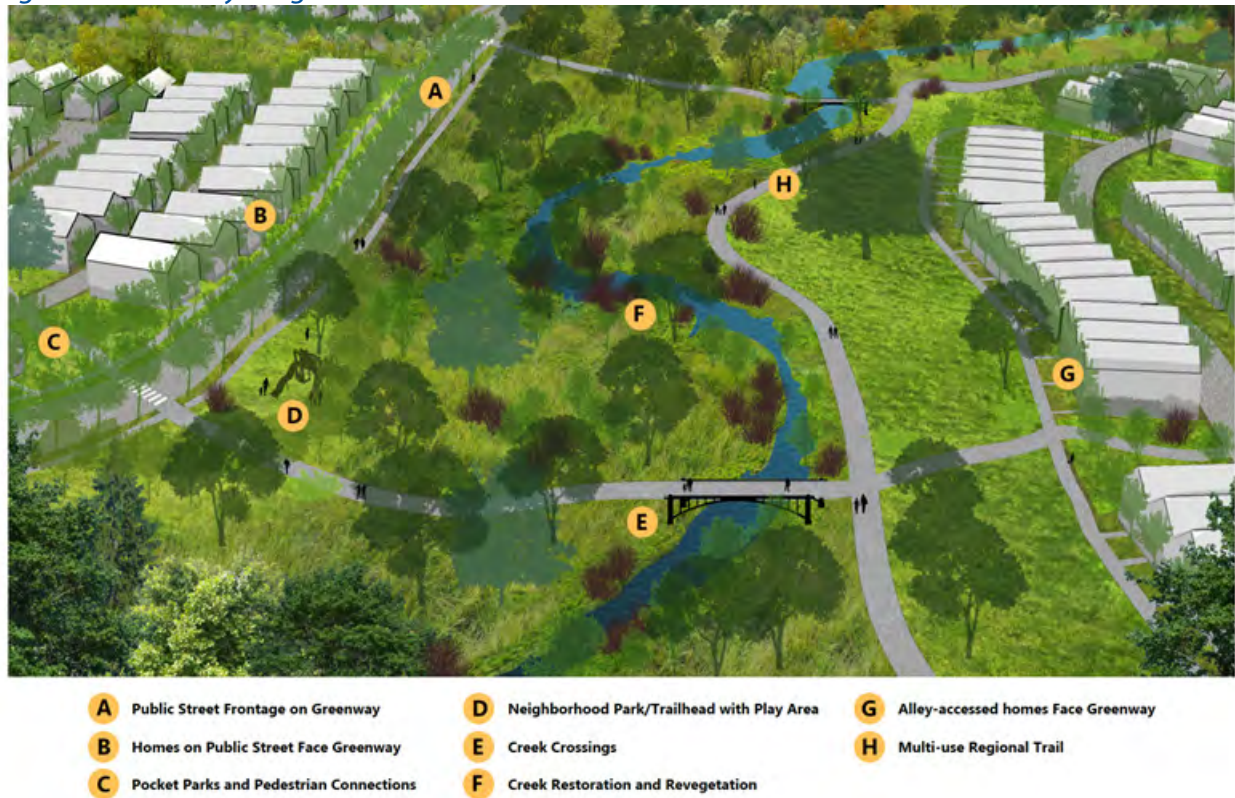 A
B
H
C
F
G
D
E
A Public Street Frontage on Greenway
B Homes on Public Street Face Greenway
C Pocket Parks and Pedestrian Connections
D Neighborhood Park/Trailhead with Play Area
E Creek Crossings
F Creek Restoration and Revegetation
G Alley-accessed homes Face Greenway
H Multi-use Regional Trail